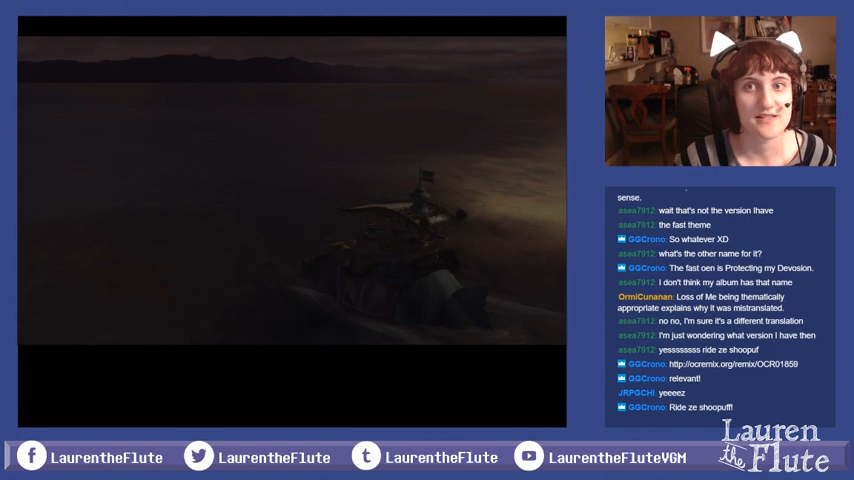 sense.
asea7912: wait that's not the version Ihave
asea7912: the fast theme
GGCrono: So whatever XD
asea7912: what's the other name for it?
GGCrono: The fast oen is Protecting my Devosion.
asea7912: I don't think my album has that name
OrmiCunanan: Loss of Me being thematically
appropriate explains why it was mistranslated.
asea7912: no no, I'm sure it's a different translation
asea7912: I'm just wondering what version I have then
asea7912: yessssssss ride ze shoopuf
GGCrono: http://ocremix.org/remix/OCR01859
GGCrono: relevant!
JRPGCHI: yeeeez
GGCrono: Ride ze shoopuff!
LaurentheFlute
LaurentheFlute
LaurentheFlute
LaurentheFluteVGM
Lauren
the Flute